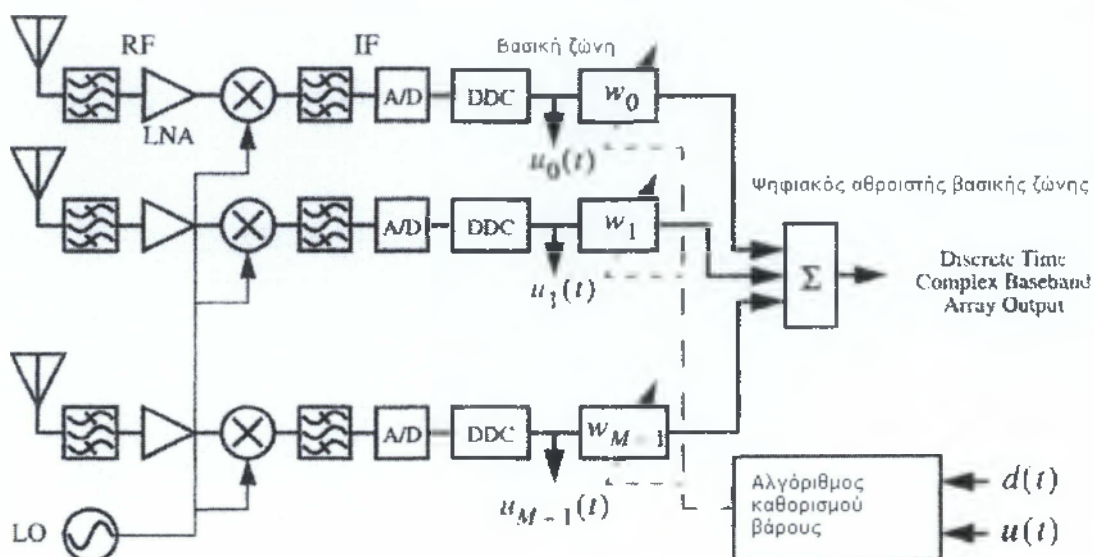 RF
IF
Βασική ζώνη
A/D
DDC
w0
LNA
u0(t)
Ψηφιακός αθροιστής βασικής ζώνης
A/D
DDC
w1
u1(t)
Σ
Discrete Time
Complex Baseband
Array Output
A/D
DDC
wM-1
uM-1(t)
LO
Αλγόριθμος
καθορισμού
βάρους
d(t)
u(t)